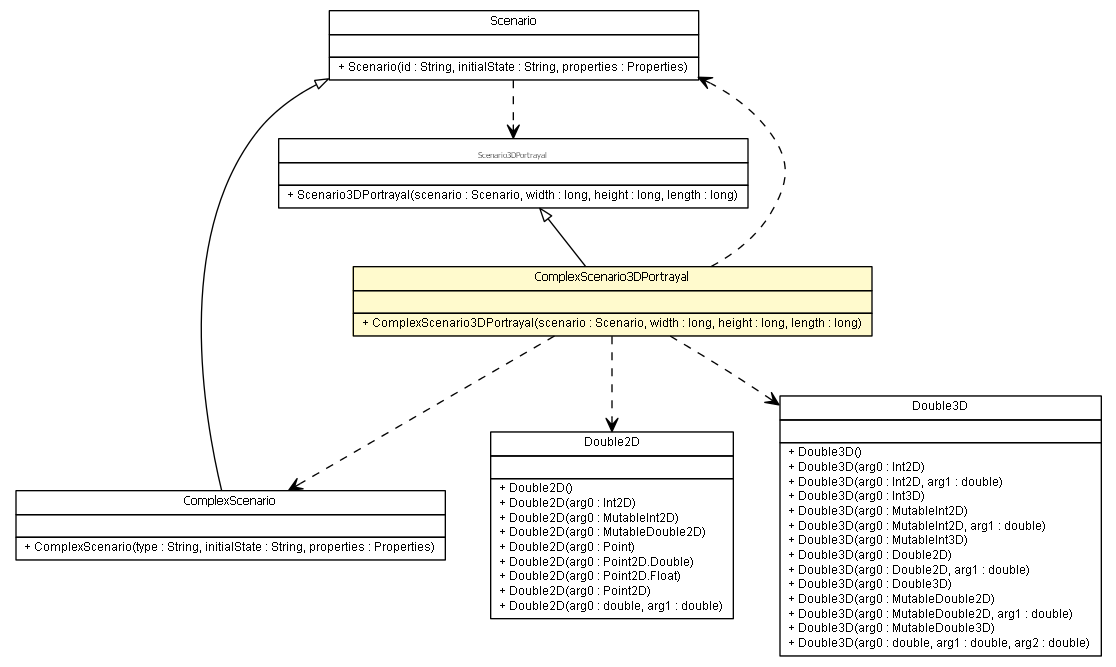 Scenario
+ Scenario(id : String, initialState : String, properties : Properties)
Scenario3DPortrayal
+ Scenario3DPortrayal(scenario : Scenario, width : long, height : long, length : long)
ComplexScenario3DPortrayal
+ ComplexScenario3DPortrayal(scenario : Scenario, width : long, height : long, length : long)
ComplexScenario
+ ComplexScenario(type : String, initialState : String, properties : Properties)
Double2D
+ Double2D()
+ Double2D(arg0 : Int2D)
+ Double2D(arg0 : MutableInt2D)
+ Double2D(arg0 : MutableDouble2D)
+ Double2D(arg0 : Point)
+ Double2D(arg0 : Point2D.Double)
+ Double2D(arg0 : Point2D.Float)
+ Double2D(arg0 : Point2D)
+ Double2D(arg0 : double, arg1 : double)
Double3D
+ Double3D()
+ Double3D(arg0 : Int2D)
+ Double3D(arg0 : Int2D, arg1 : double)
+ Double3D(arg0 : Int3D)
+ Double3D(arg0 : MutableInt2D)
+ Double3D(arg0 : MutableInt2D, arg1 : double)
+ Double3D(arg0 : MutableInt3D)
+ Double3D(arg0 : Double2D)
+ Double3D(arg0 : Double2D, arg1 : double)
+ Double3D(arg0 : Double3D)
+ Double3D(arg0 : MutableDouble2D)
+ Double3D(arg0 : MutableDouble2D, arg1 : double)
+ Double3D(arg0 : MutableDouble3D)
+ Double3D(arg0 : double, arg1 : double, arg2 : double)